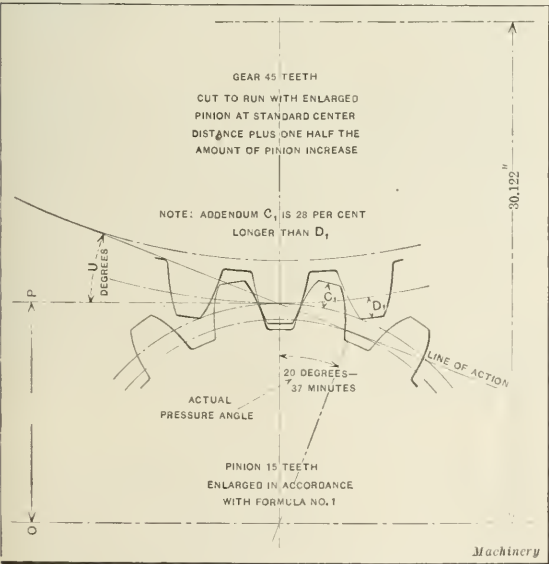 GEAR 45 TEETH
CUT TO RUN WITH ENLARGED
PINION AT STANDARD CENTER
DISTANCE PLUS ONE HALF THE
AMOUNT OF PINION INCREASE
30.122"
NOTE: ADDENDUM C₁ IS 28 PER CENT
LONGER THAN D₁
U
DEGREES
P
C₁
D₁
LINE OF ACTION
20 DEGREES—
37 MINUTES
ACTUAL
PRESSURE ANGLE
PINION 15 TEETH
ENLARGED IN ACCORDANCE
WITH FORMULA NO. 1
O
Machinery